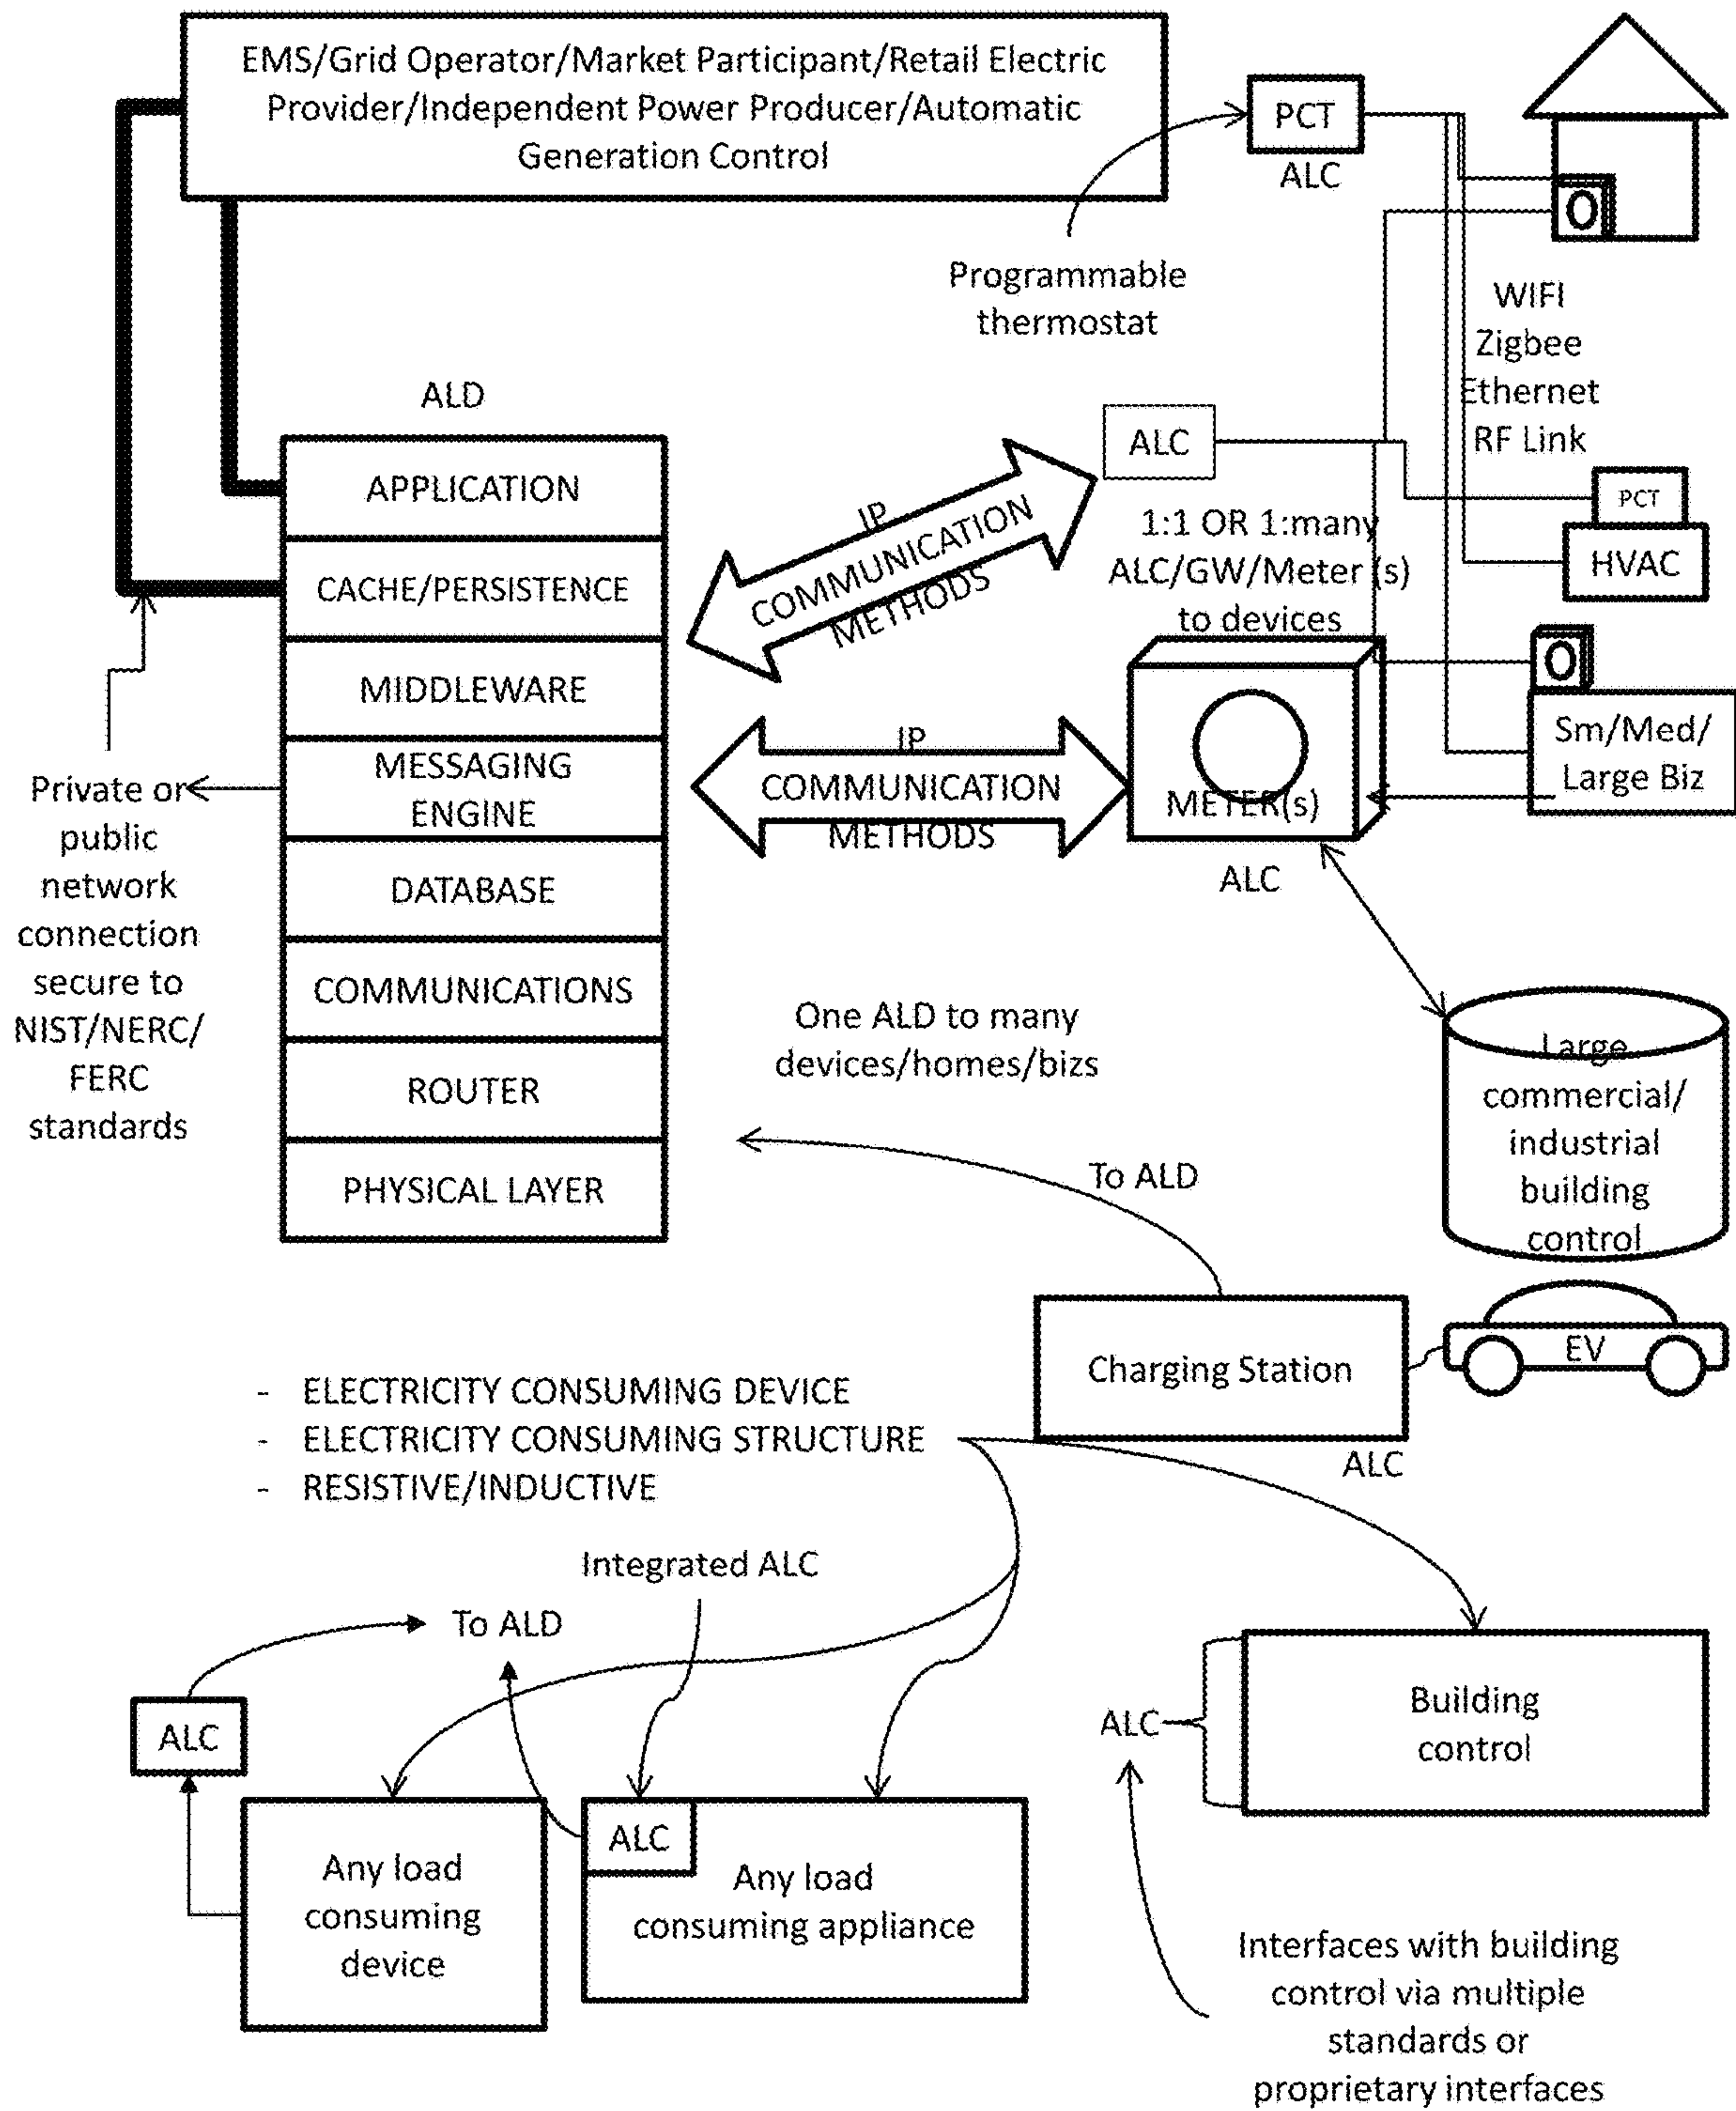 EMS/Grid Operator/Market Participant/Retail Electric
Provider/Independent Power Producer/Automatic
Generation Control
PCT
ALC
Programmable
thermostat
WIFI
Zigbee
Ethernet
RF Link
ALD
APPLICATION
CACHE/PERSISTENCE
MIDDLEWARE
MESSAGING
ENGINE
DATABASE
COMMUNICATIONS
ROUTER
PHYSICAL LAYER
IP
COMMUNICATION
METHODS
ALC
1:1 OR 1:many
ALC/GW/Meter (s)
to devices
PCT
HVAC
IP
COMMUNICATION
METHODS
METER(s)
ALC
Sm/Med/
Large Biz
Private or
public
network
connection
secure to
NIST/NERC/
FERC
standards
One ALD to many
devices/homes/bizs
Large
commercial/
industrial
building
control
To ALD
Charging Station
EV
ALC
- ELECTRICITY CONSUMING DEVICE
- ELECTRICITY CONSUMING STRUCTURE
- RESISTIVE/INDUCTIVE
Integrated ALC
To ALD
ALC
Any load
consuming
device
ALC
Any load
consuming appliance
ALC
Building
control
Interfaces with building
control via multiple
standards or
proprietary interfaces